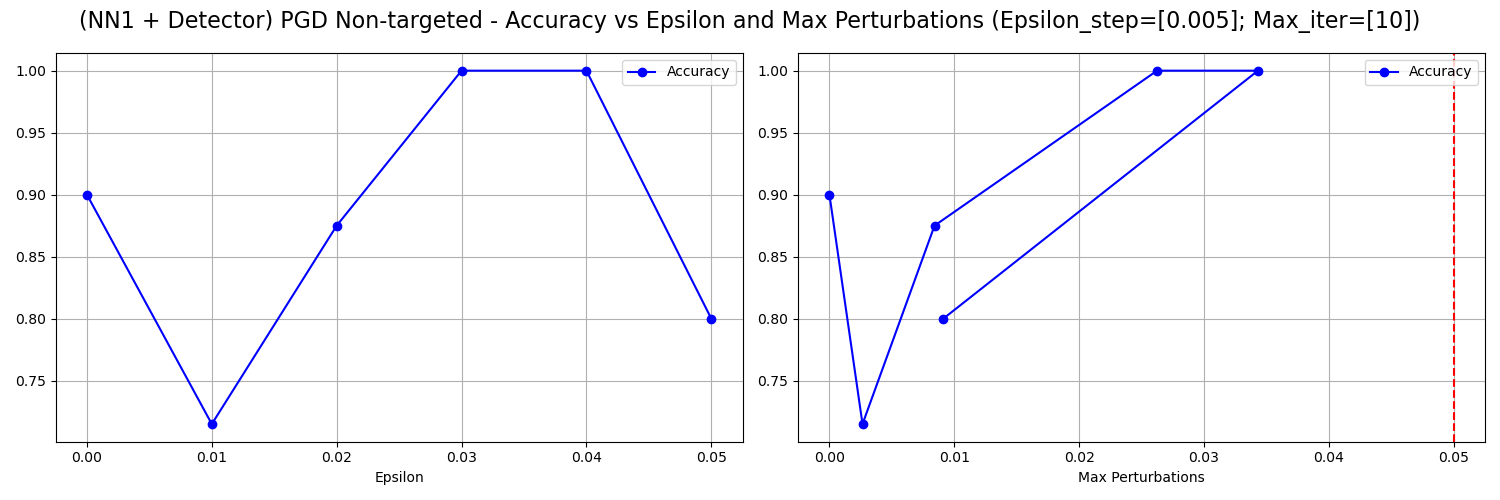 (NN1 + Detector) PGD Non-targeted - Accuracy vs Epsilon and Max Perturbations (Epsilon_step=[0.005]; Max_iter=[10])
Accuracy
1.00
0.95
0.90
0.85
0.80
0.75
0.00 0.01 0.02 0.03 0.04 0.05
Epsilon
Accuracy
1.00
0.95
0.90
0.85
0.80
0.75
0.00 0.01 0.02 0.03 0.04 0.05
Max Perturbations